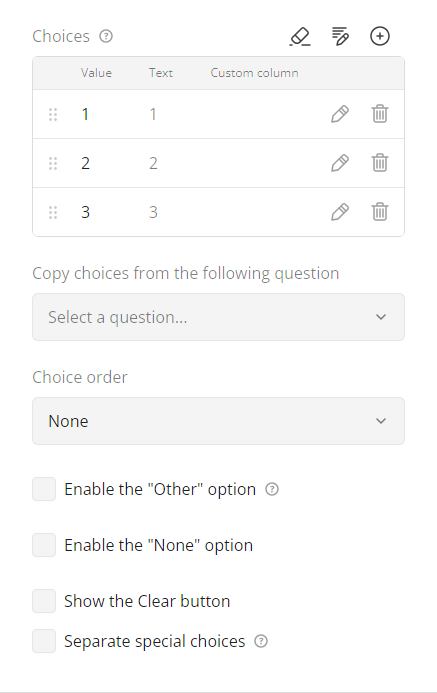 Choices ?
Value Text Custom column
1 1
2 2
3 3
Copy choices from the following question
Select a question...
Choice order
None
Enable the "Other" option ?
Enable the "None" option
Show the Clear button
Separate special choices ?